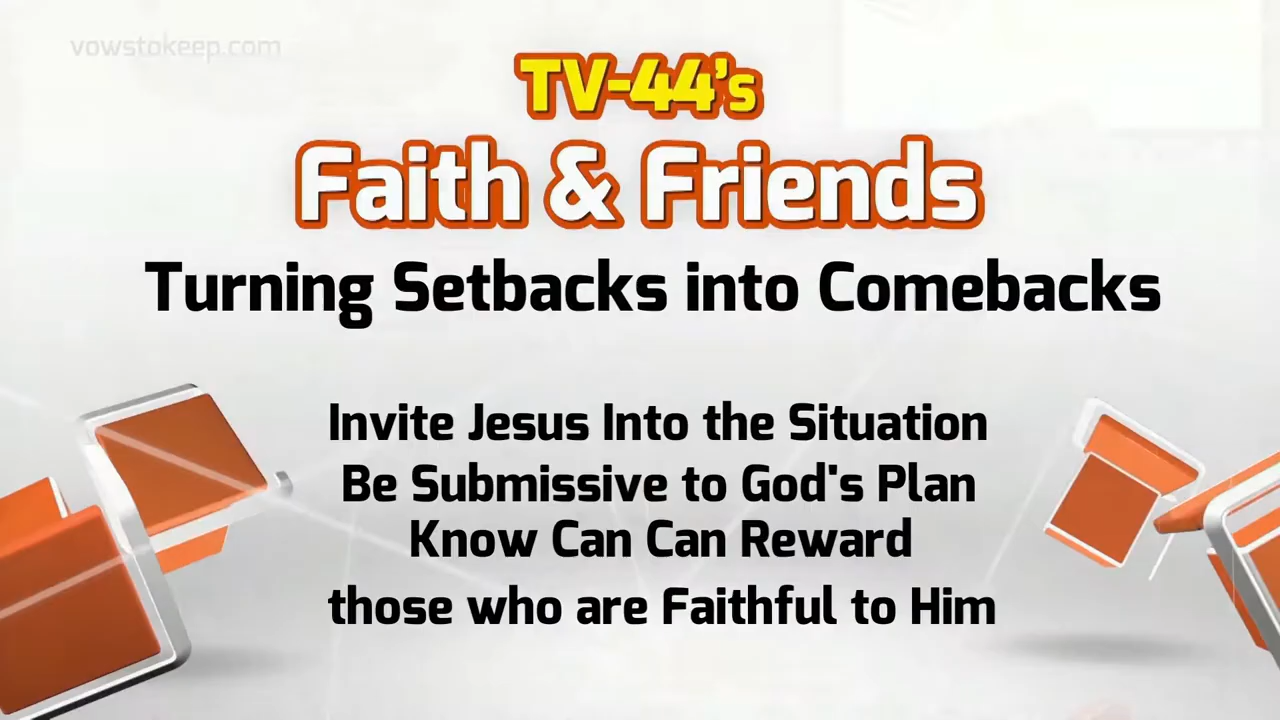 vowstokeep.com
TV-44's
Faith & Friends
Turning Setbacks into Comebacks
Invite Jesus Into the Situation
Be Submissive to God's Plan
Know Can Can Reward
those who are Faithful to Him